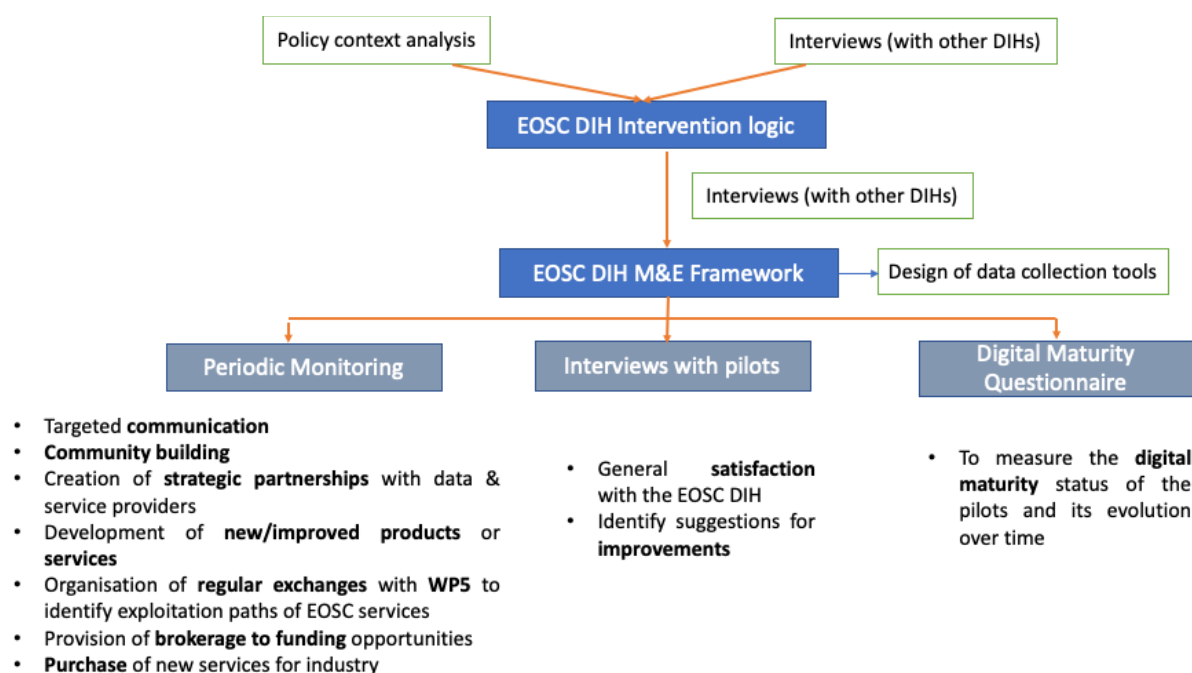 Policy context analysis
Interviews (with other DIHs)
EOSC DIH Intervention logic
Interviews (with other DIHs)
EOSC DIH M&E Framework
Design of data collection tools
Periodic Monitoring
• Targeted communication
• Community building
• Creation of strategic partnerships with data &
service providers
• Development of new/improved products or
services
• Organisation of regular exchanges with WP5 to
identify exploitation paths of EOSC services
• Provision of brokerage to funding opportunities
• Purchase of new services for industry
Interviews with pilots
• General satisfaction
with the EOSC DIH
• Identify suggestions for
improvements
Digital Maturity
Questionnaire
• To measure the digital
maturity status of the
pilots and its evolution
over time